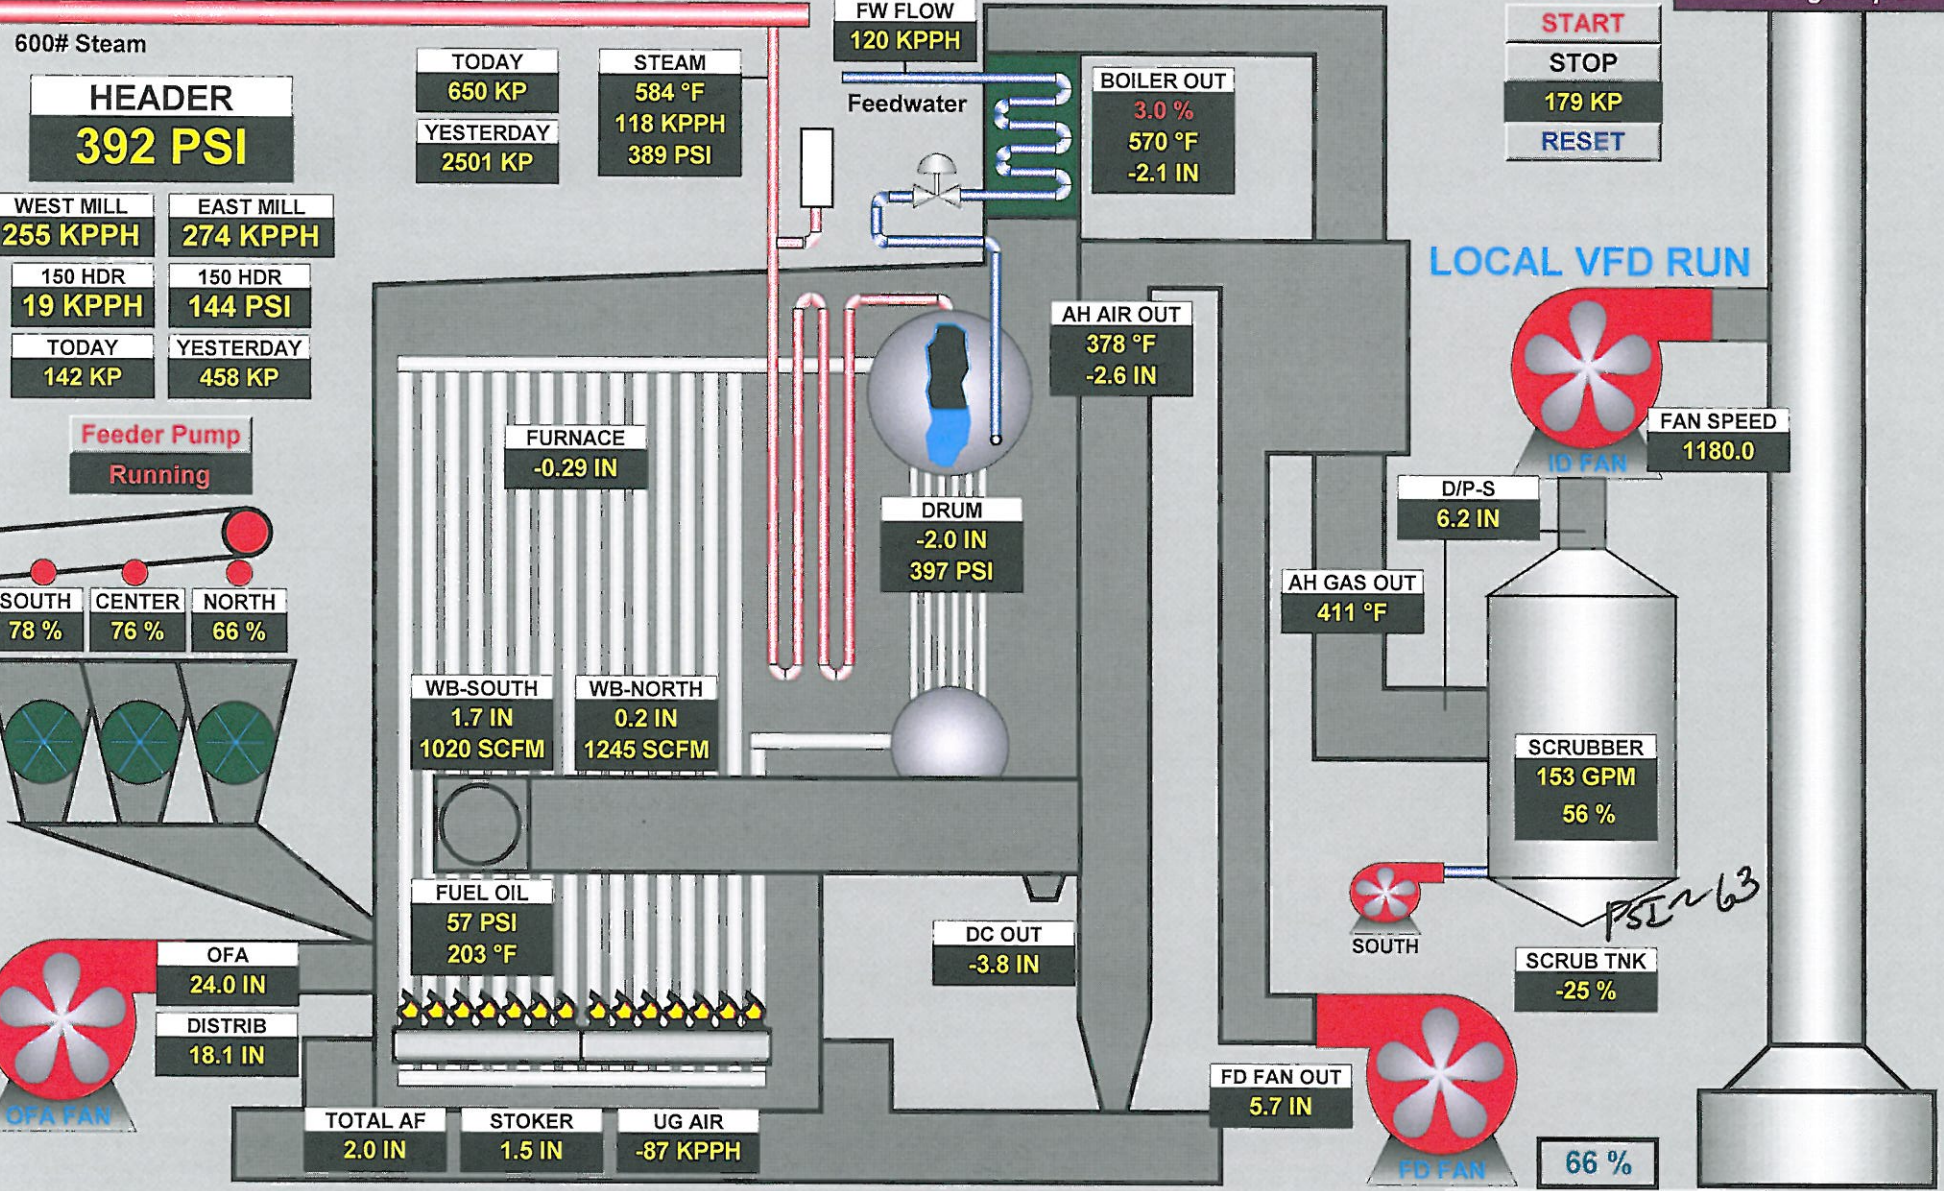 600# Steam
HEADER
392 PSI
WEST MILL
255 KPPH
EAST MILL
274 KPPH
150 HDR
19 KPPH
150 HDR
144 PSI
TODAY
142 KP
YESTERDAY
458 KP
Feeder Pump
Running
SOUTH
78 %
CENTER
76 %
NORTH
66 %
TODAY
650 KP
YESTERDAY
2501 KP
STEAM
584 °F
118 KPPH
389 PSI
FW FLOW
120 KPPH
Feedwater
BOILER OUT
3.0 %
570 °F
-2.1 IN
START
STOP
179 KP
RESET
LOCAL VFD RUN
AH AIR OUT
378 °F
-2.6 IN
FURNACE
-0.29 IN
DRUM
-2.0 IN
397 PSI
FAN SPEED
1180.0
ID FAN
D/P-S
6.2 IN
AH GAS OUT
411 °F
WB-SOUTH
1.7 IN
1020 SCFM
WB-NORTH
0.2 IN
1245 SCFM
SCRUBBER
153 GPM
56 %
PSI ~ 63
SOUTH
FUEL OIL
57 PSI
203 °F
DC OUT
-3.8 IN
SCRUB TNK
-25 %
OFA
24.0 IN
DISTRIB
18.1 IN
OFA FAN
TOTAL AF
2.0 IN
STOKER
1.5 IN
UG AIR
-87 KPPH
FD FAN OUT
5.7 IN
FD FAN
66 %